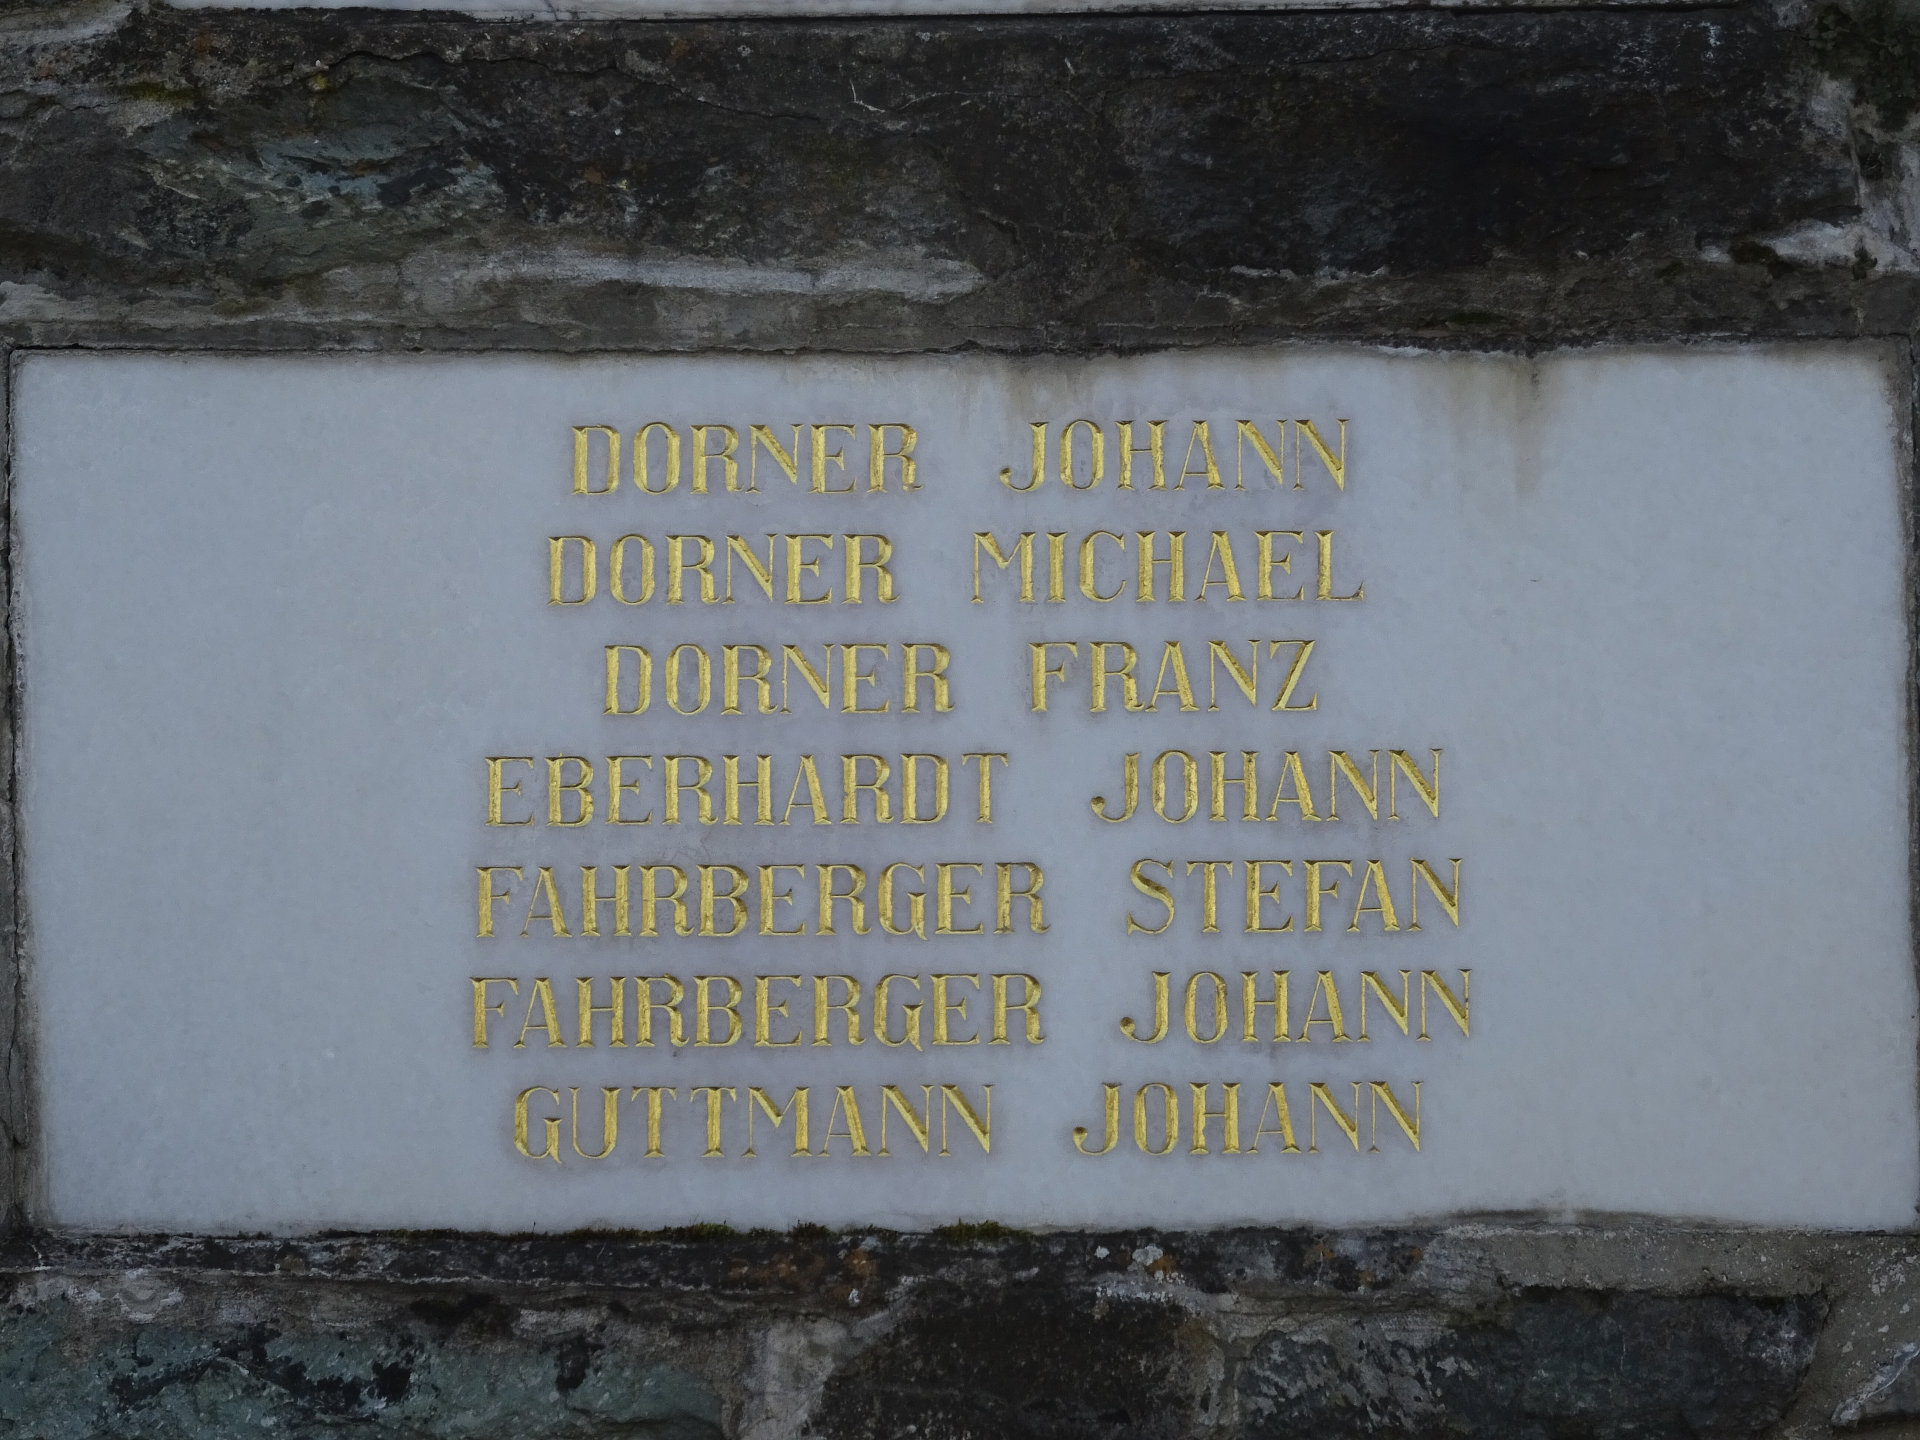 DORNER JOHANN
DORNER MICHAEL
DORNER FRANZ
EBERHARDT JOHANN
FAHRBERGER STEFAN
FAHRBERGER JOHANN
GUTTMANN JOHANN